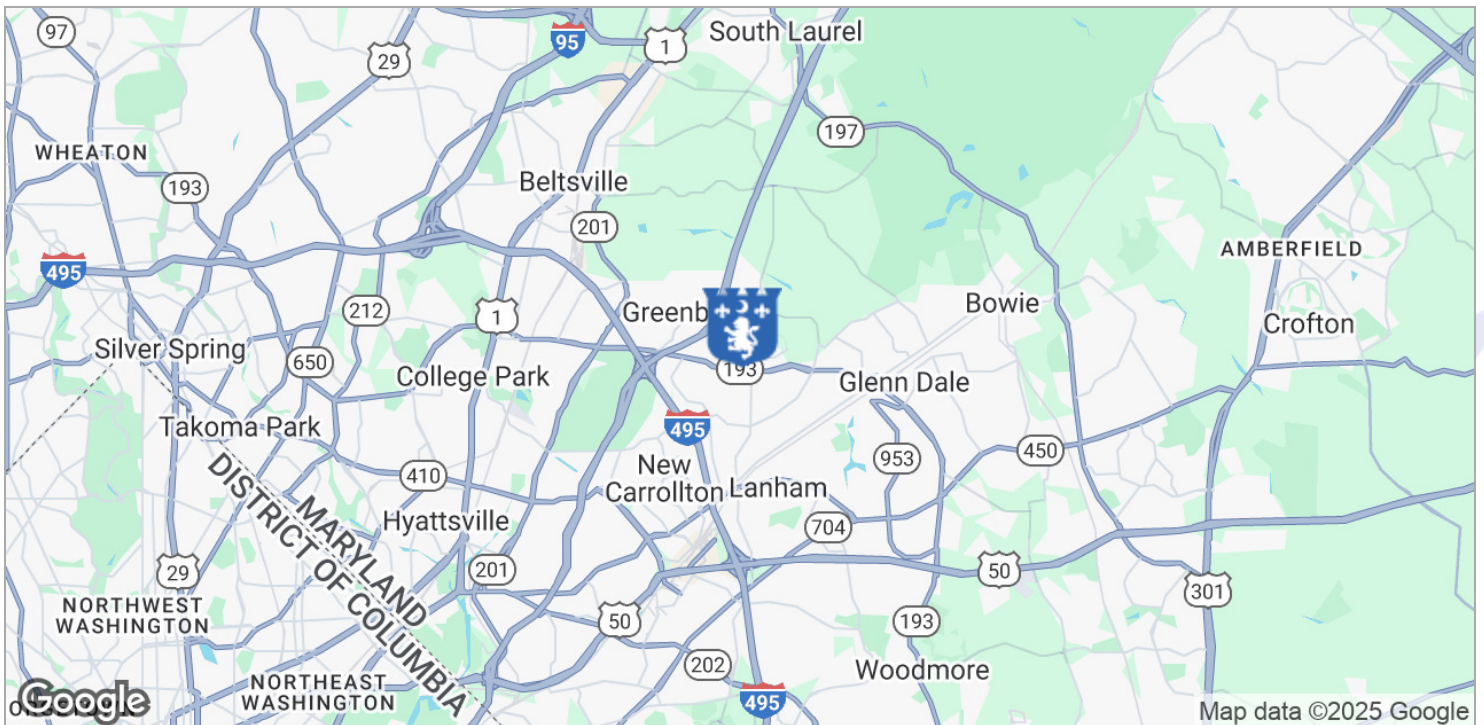 97
29
95
1
South Laurel
197
WHEATON
193
Beltsville
201
495
AMBERFIELD
212
1
Greenb
Bowie
Crofton
Silver Spring
650
College Park
193
Glenn Dale
Takoma Park
495
410
New
Carrollton
Lanham
953
450
DISTRICT OF COLUMBIA
MARYLAND
Hyattsville
704
29
201
50
50
301
NORTHWEST
WASHINGTON
193
202
Woodmore
NORTHEAST
WASHINGTON
495
Google
Map data ©2025 Google